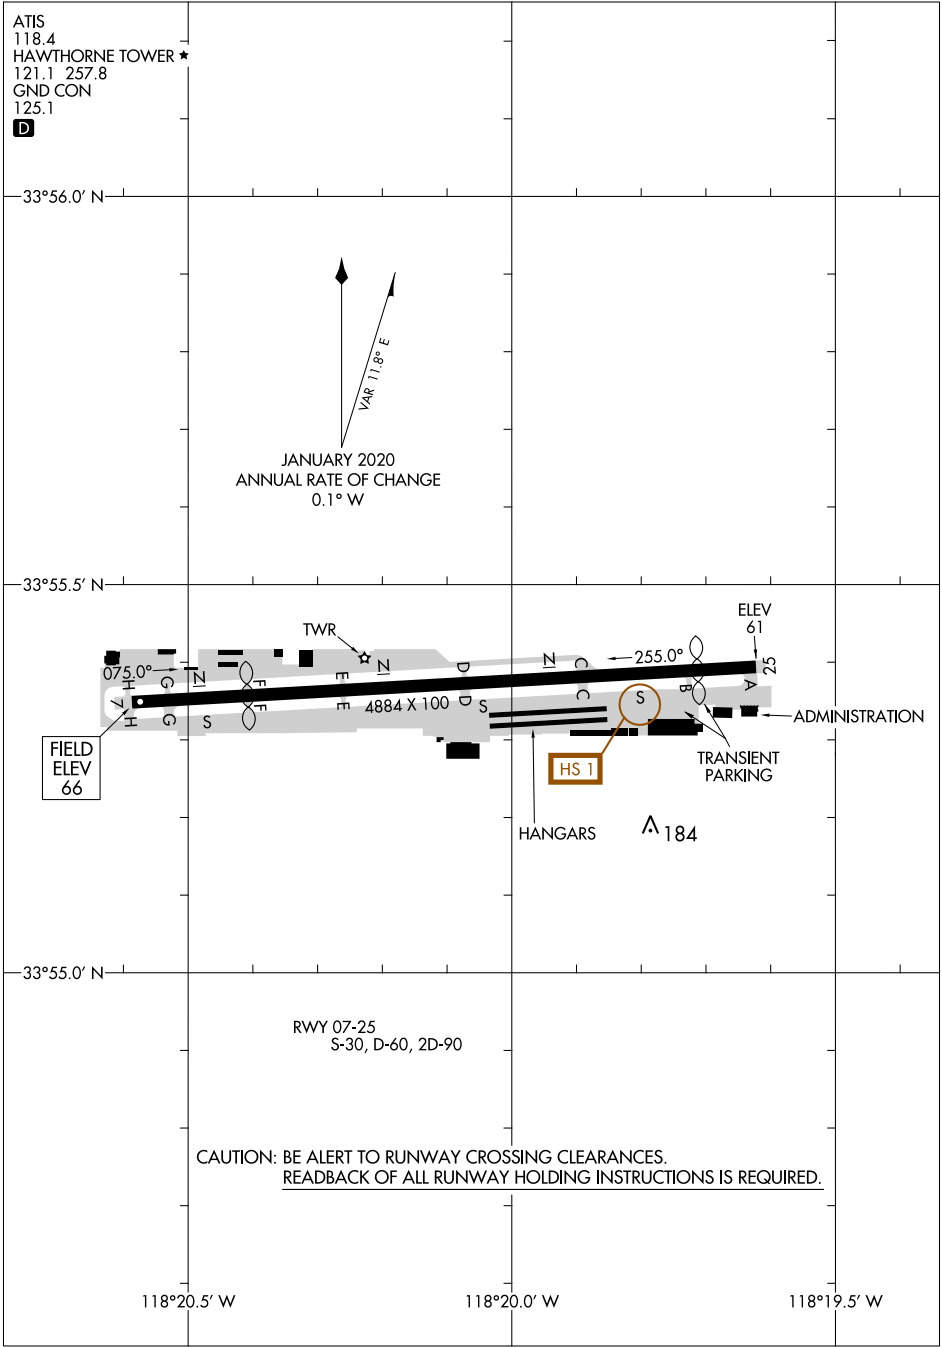 ATIS
118.4
HAWTHORNE TOWER ★
121.1 257.8
GND CON
125.1
D
33°56.0' N
VAR 11.8° E
JANUARY 2020
ANNUAL RATE OF CHANGE
0.1° W
33°55.5' N
TWR
ELEV
61
075.0°
255.0°
H
G
N
F
E
N
D
N
C
25
7
H
G
S
F
E
4884 X 100
D
S
C
S
B
A
FIELD
ELEV
66
HS 1
ADMINISTRATION
TRANSIENT
PARKING
HANGARS
184
33°55.0' N
RWY 07-25
S-30, D-60, 2D-90
CAUTION: BE ALERT TO RUNWAY CROSSING CLEARANCES.
READBACK OF ALL RUNWAY HOLDING INSTRUCTIONS IS REQUIRED.
118°20.5' W
118°20.0' W
118°19.5' W